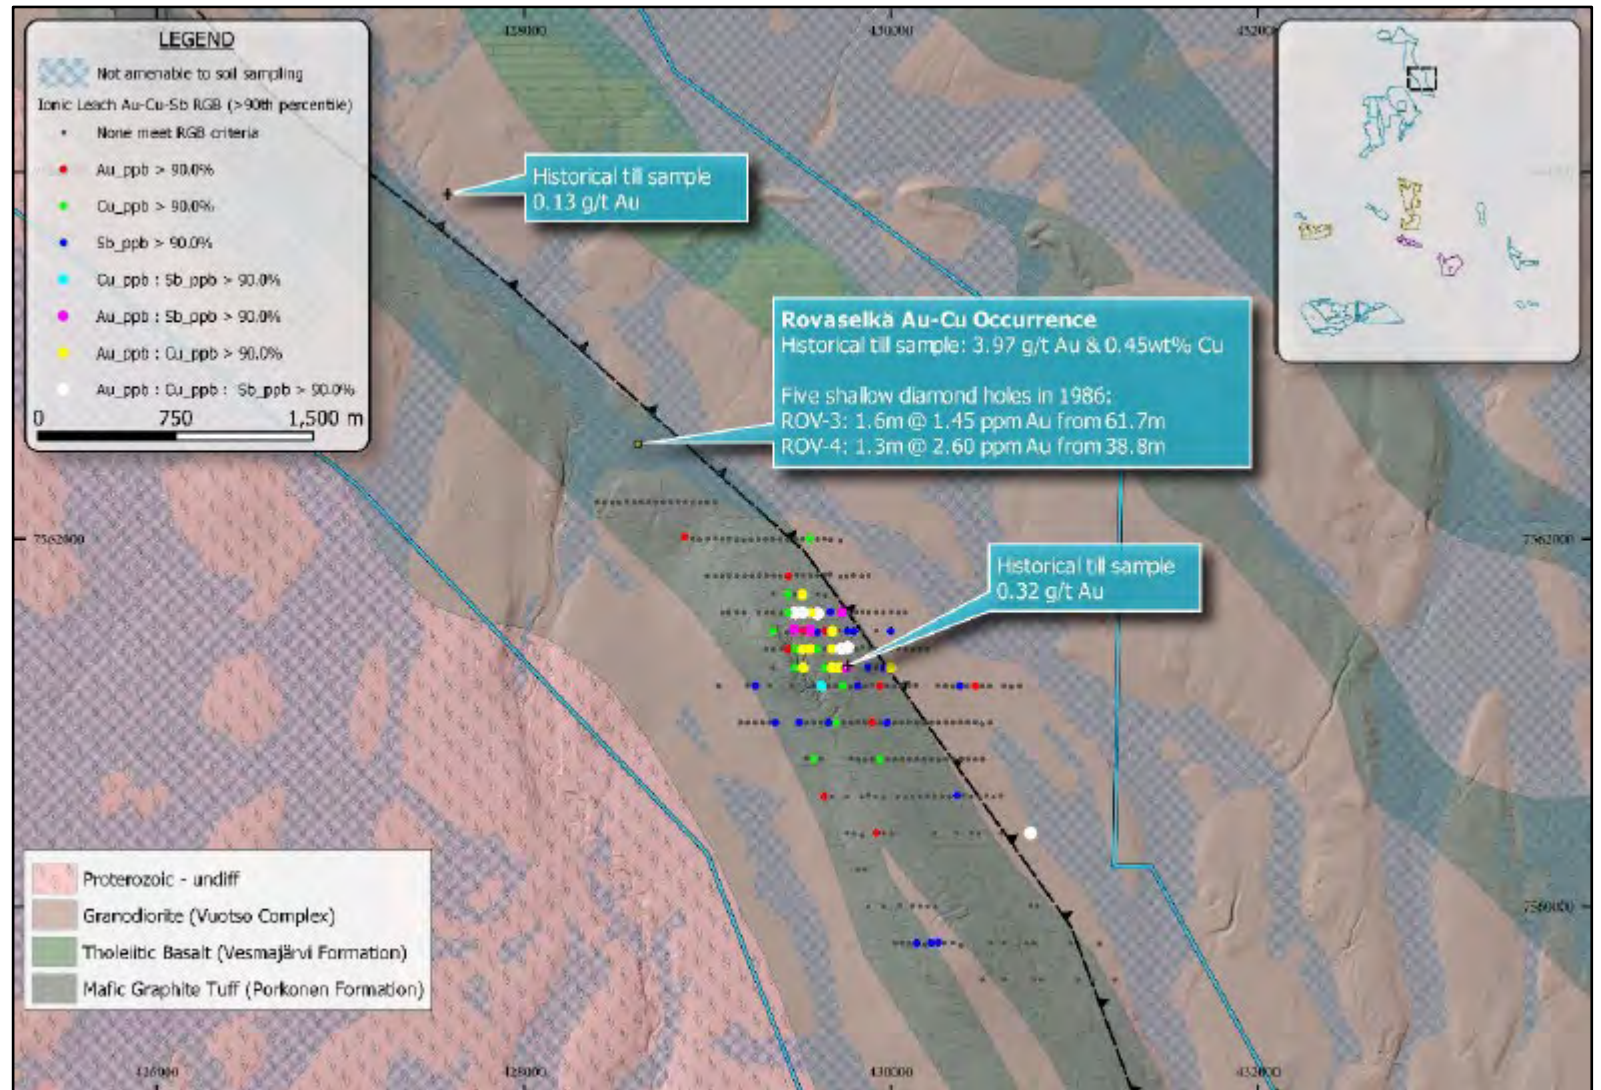 LEGEND
Not amenable to soil sampling
Ionic Leach Au-Cu-Sb RGB (>90th percentile)
None meet RGB criteria
Au_ppb > 90.0%
Cu_ppb > 90.0%
Sb_ppb > 90.0%
Cu_ppb : Sb_ppb > 90.0%
Au_ppb : Sb_ppb > 90.0%
Au_ppb : Cu_ppb > 90.0%
Au_ppb : Cu_ppb : Sb_ppb > 90.0%
0 750 1,500 m
428000
430000
Historical till sample
0.13 g/t Au
Rovaselkä Au-Cu Occurrence
Historical till sample: 3.97 g/t Au & 0.45wt% Cu
Five shallow diamond holes in 1986:
ROV-3: 1.6m @ 1.45 ppm Au from 61.7m
ROV-4: 1.3m @ 2.60 ppm Au from 38.8m
7562000
7562000
Historical till sample
0.32 g/t Au
Proterozoic - undiff
Granodiorite (Vuotso Complex)
Tholeiitic Basalt (Vesmajärvi Formation)
Mafic Graphite Tuff (Porkonen Formation)
7560000
426000
428000
430000
432000